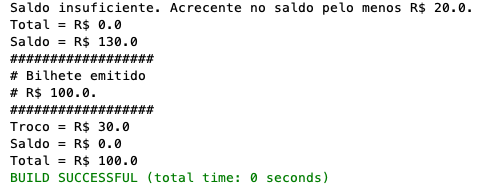 Saldo insuficiente. Acrecente no saldo pelo menos R$ 20.0.
Total = R$ 0.0
Saldo = R$ 130.0
##################
# Bilhete emitido
# R$ 100.0.
##################
Troco = R$ 30.0
Saldo = R$ 0.0
Total = R$ 100.0
BUILD SUCCESSFUL (total time: 0 seconds)